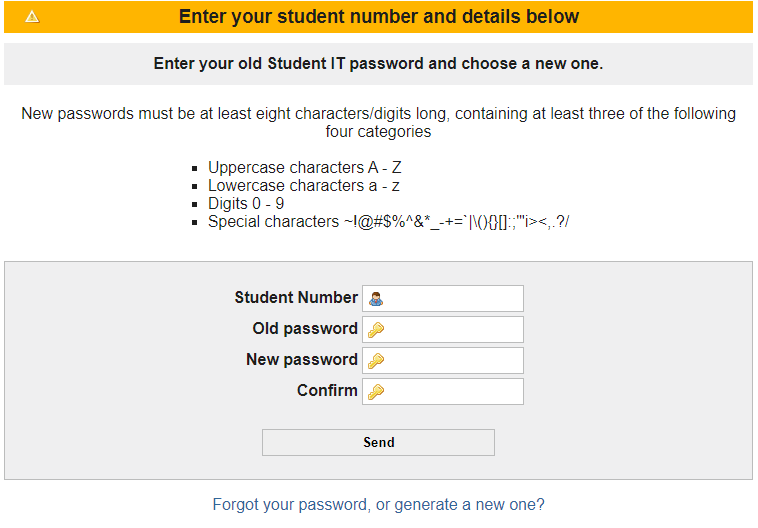 Enter your student number and details below
Enter your old Student IT password and choose a new one.
New passwords must be at least eight characters/digits long, containing at least three of the following
four categories
Uppercase characters A - Z
Lowercase characters a - z
Digits 0 - 9
Special characters ~!@#$%^&*_-+=`|\(){}[]:;"'i><,.?/
Student Number
Old password
New password
Confirm
Send
Forgot your password, or generate a new one?